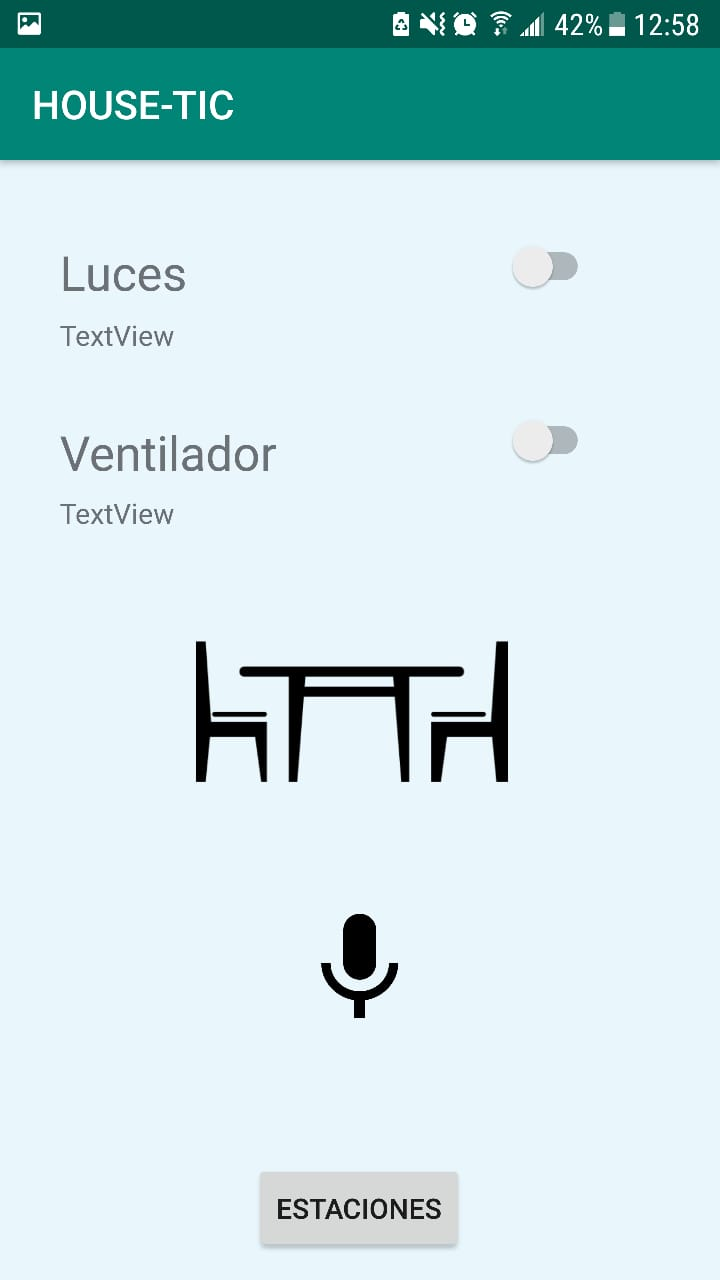 42% 12:58
HOUSE-TIC
Luces
TextView
Ventilador
TextView
ESTACIONES